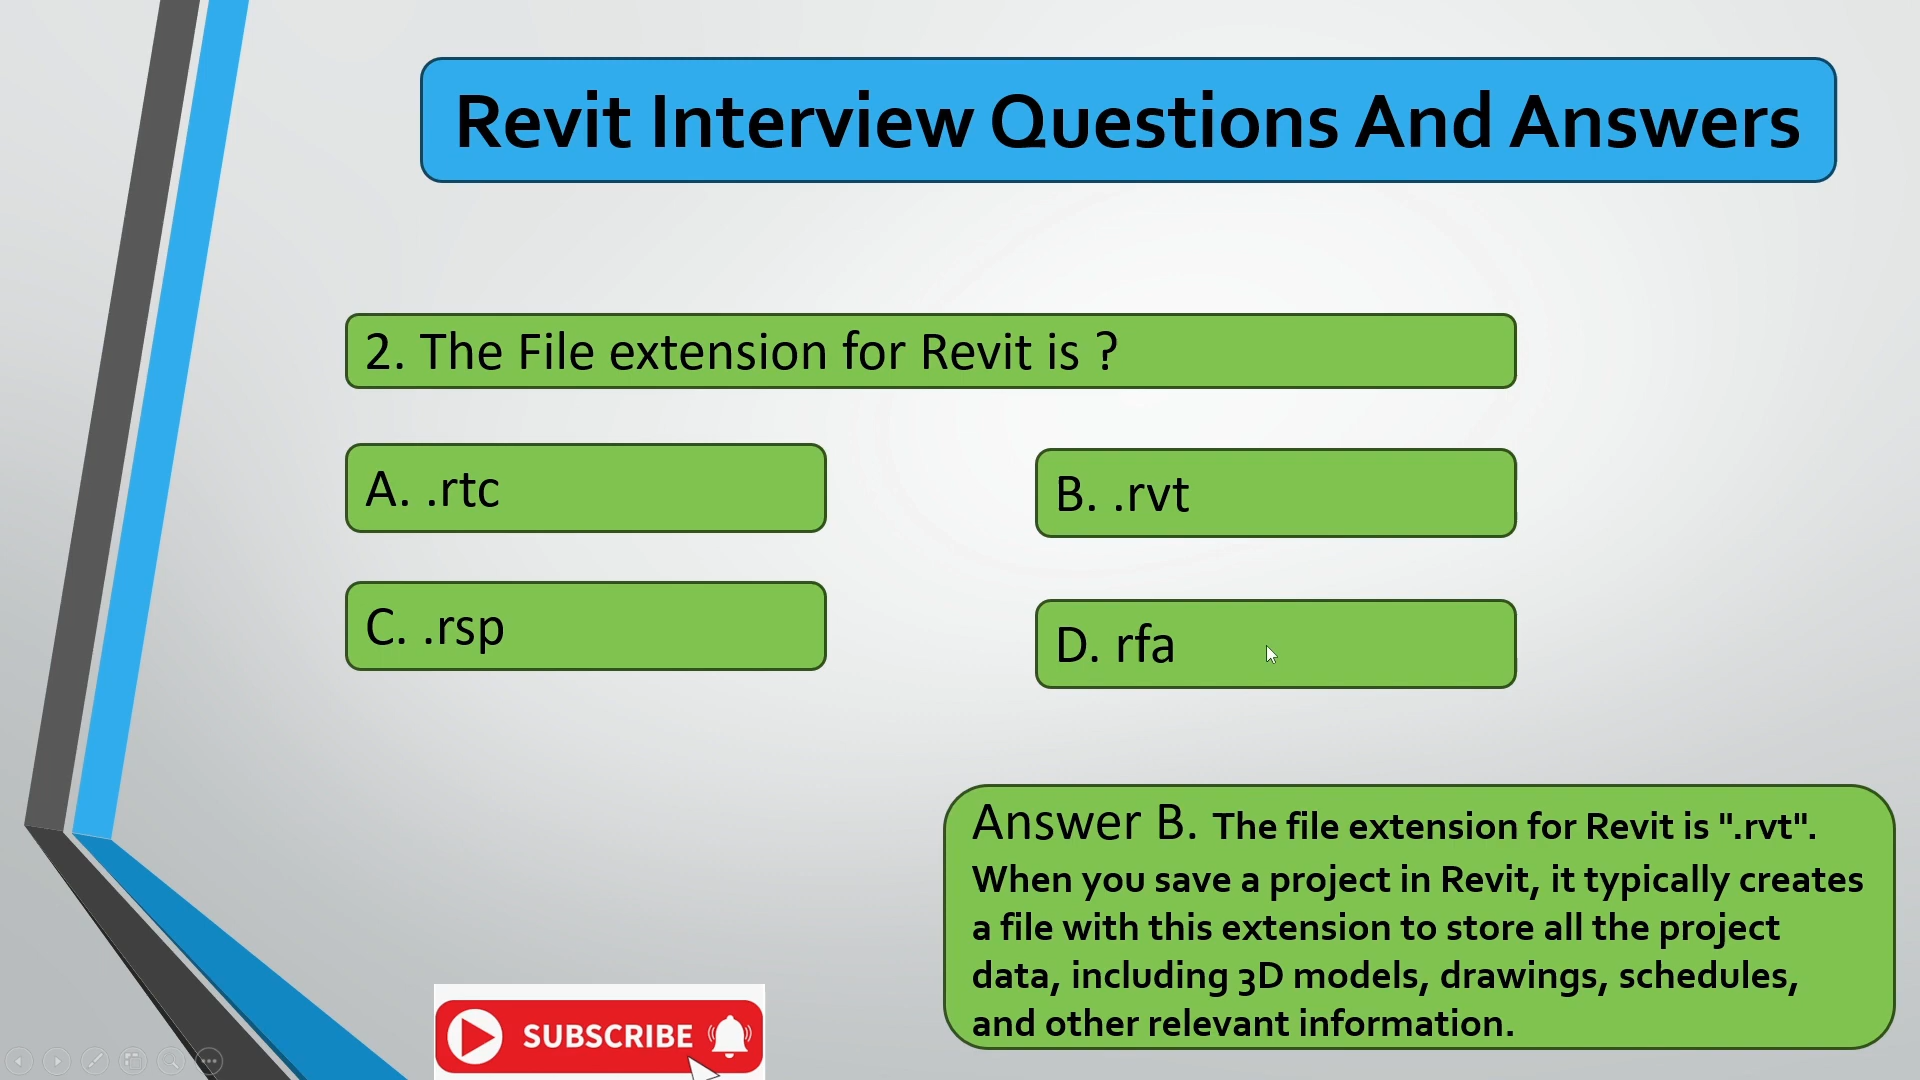 Revit Interview Questions And Answers
2. The File extension for Revit is ?
A. .rtc
B. .rvt
C. .rsp
D. rfa
Answer B. The file extension for Revit is ".rvt".
When you save a project in Revit, it typically creates
a file with this extension to store all the project
data, including 3D models, drawings, schedules,
and other relevant information.
SUBSCRIBE